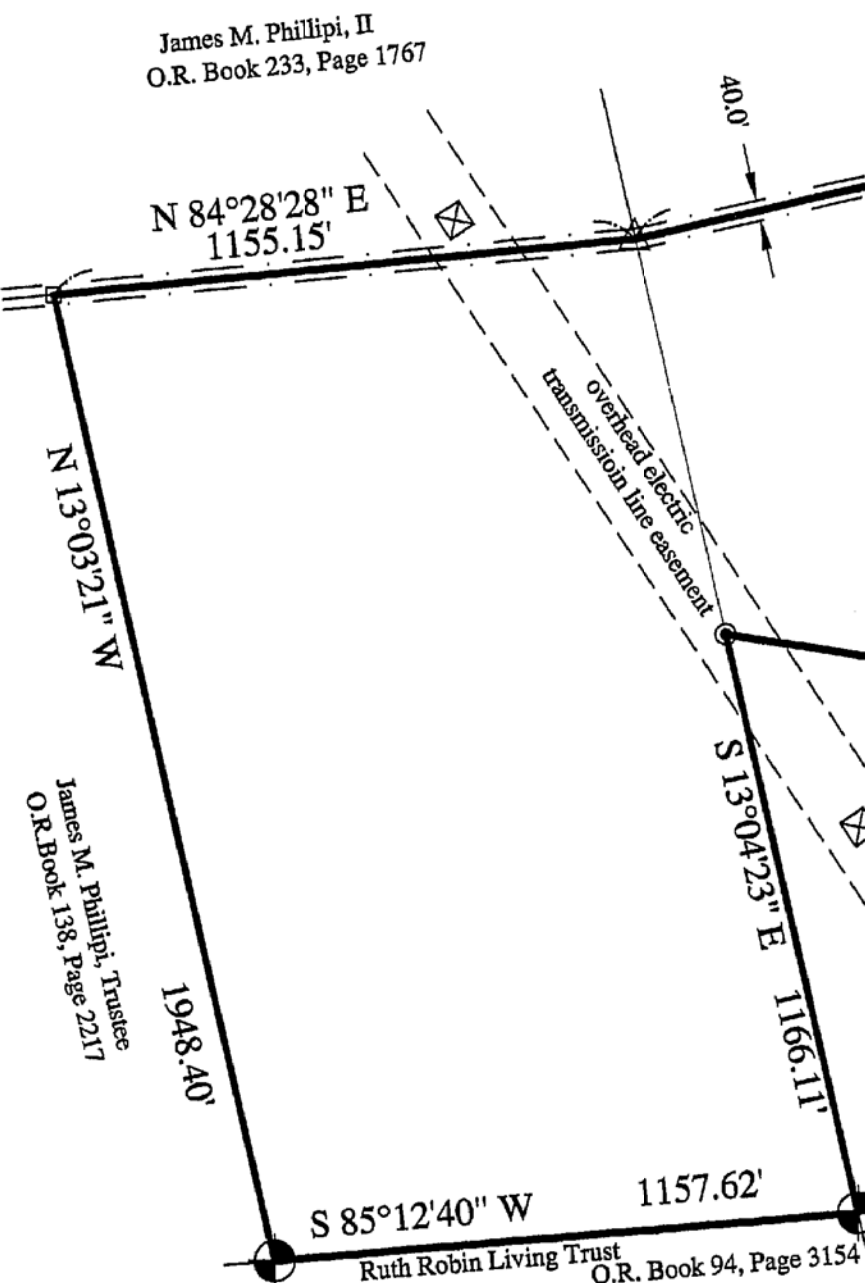 James M. Phillipi, II
O.R. Book 233, Page 1767
40.0'
N 84°28'28" E
1155.15'
overhead electric
transmissioin line easement
N 13°03'21" W
1948.40'
James M. Phillipi, Trustee
O.R.Book 138, Page 2217
S 13°04'23" E
1166.11'
S 85°12'40" W
1157.62'
Ruth Robin Living Trust
O.R. Book 94, Page 3154